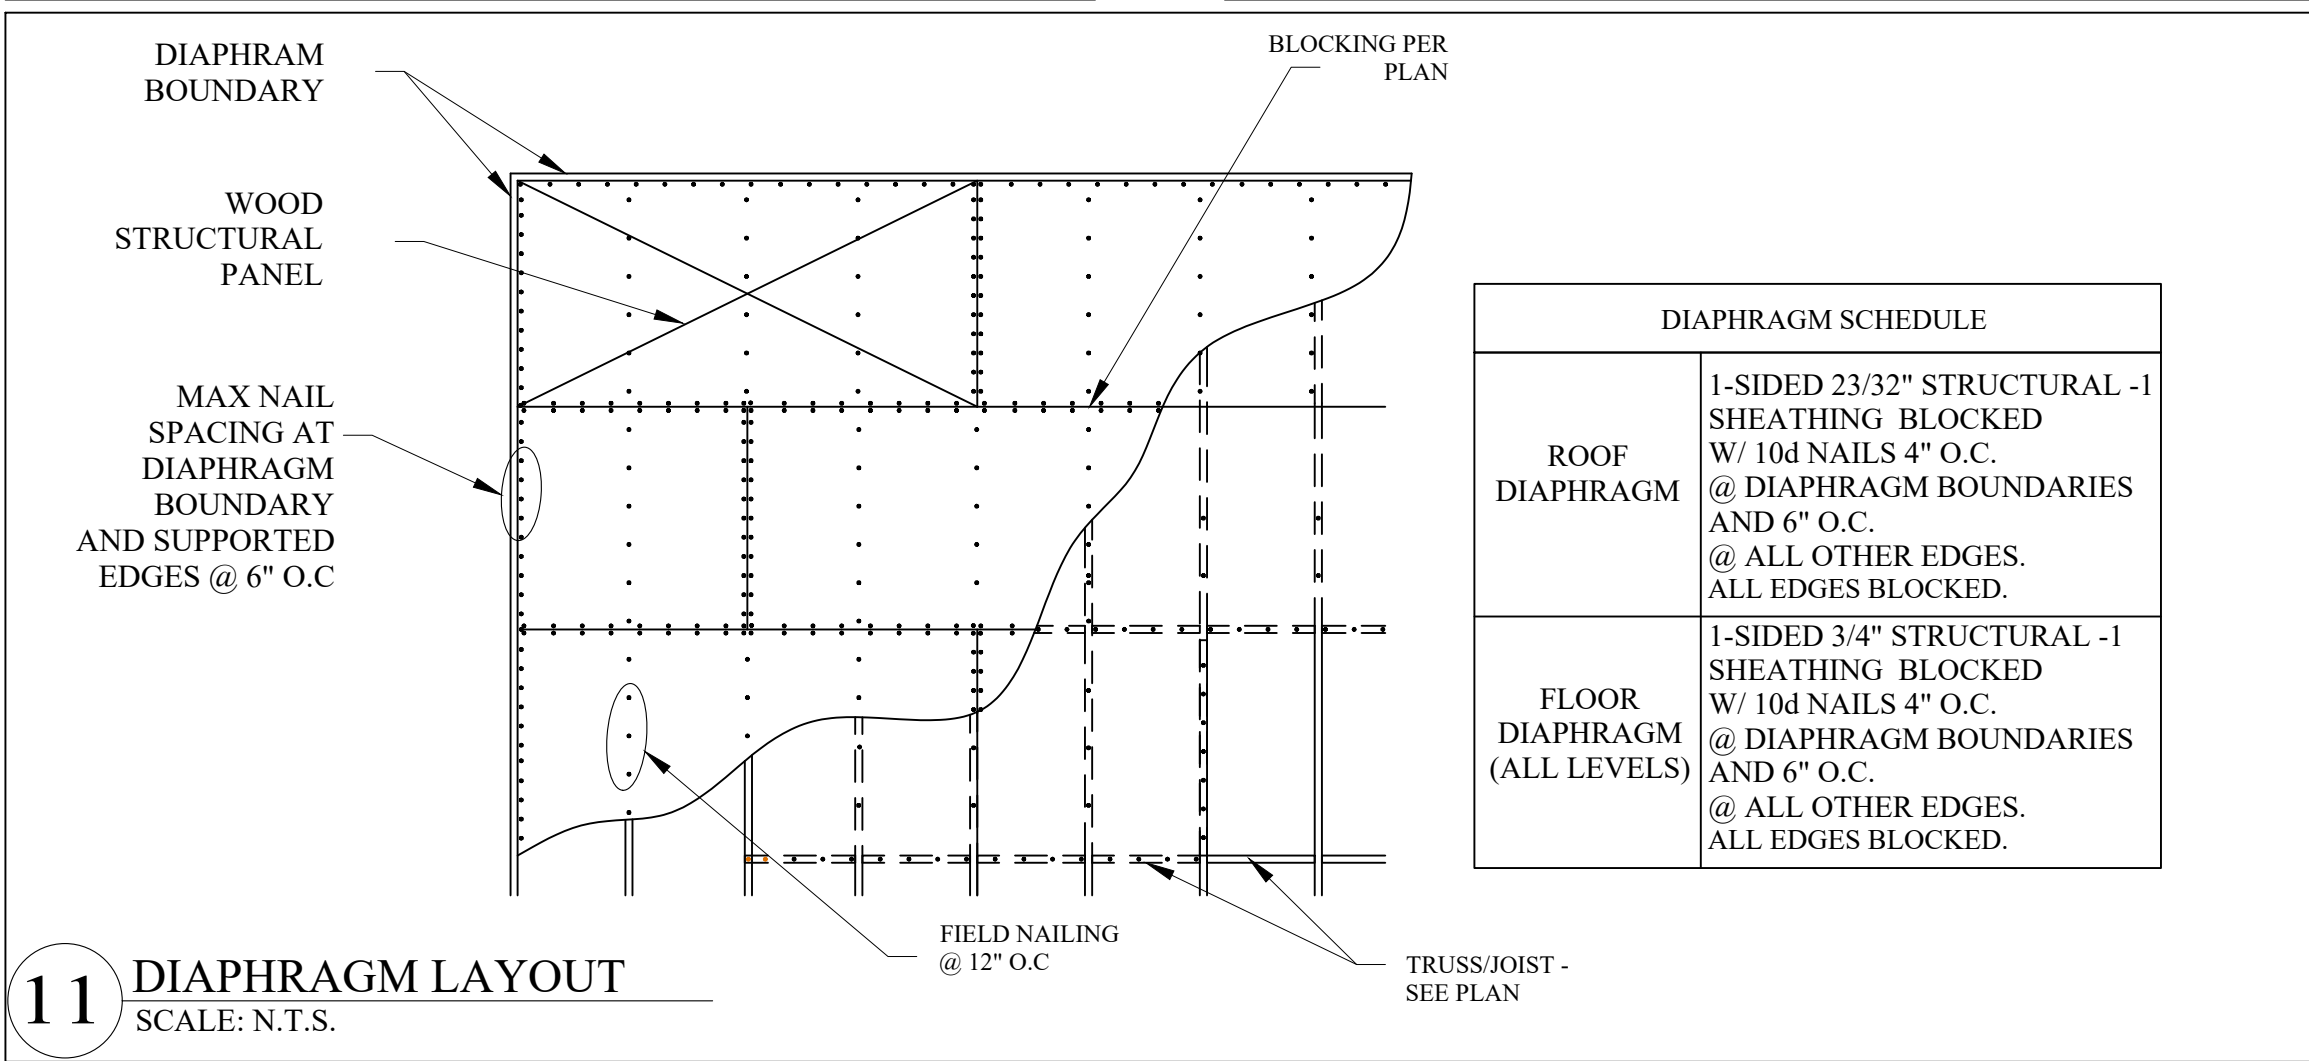 DIAPHRAM
BOUNDARY
BLOCKING PER
PLAN
WOOD
STRUCTURAL
PANEL
MAX NAIL
SPACING AT
DIAPHRAGM
BOUNDARY
AND SUPPORTED
EDGES @ 6" O.C
DIAPHRAGM SCHEDULE
ROOF
DIAPHRAGM
1-SIDED 23/32" STRUCTURAL -1
SHEATHING BLOCKED
W/ 10d NAILS 4" O.C.
@ DIAPHRAGM BOUNDARIES
AND 6" O.C.
@ ALL OTHER EDGES.
ALL EDGES BLOCKED.
FLOOR
DIAPHRAGM
(ALL LEVELS)
1-SIDED 3/4" STRUCTURAL -1
SHEATHING BLOCKED
W/ 10d NAILS 4" O.C.
@ DIAPHRAGM BOUNDARIES
AND 6" O.C.
@ ALL OTHER EDGES.
ALL EDGES BLOCKED.
FIELD NAILING
@ 12" O.C
TRUSS/JOIST -
SEE PLAN
11 DIAPHRAGM LAYOUT
SCALE: N.T.S.